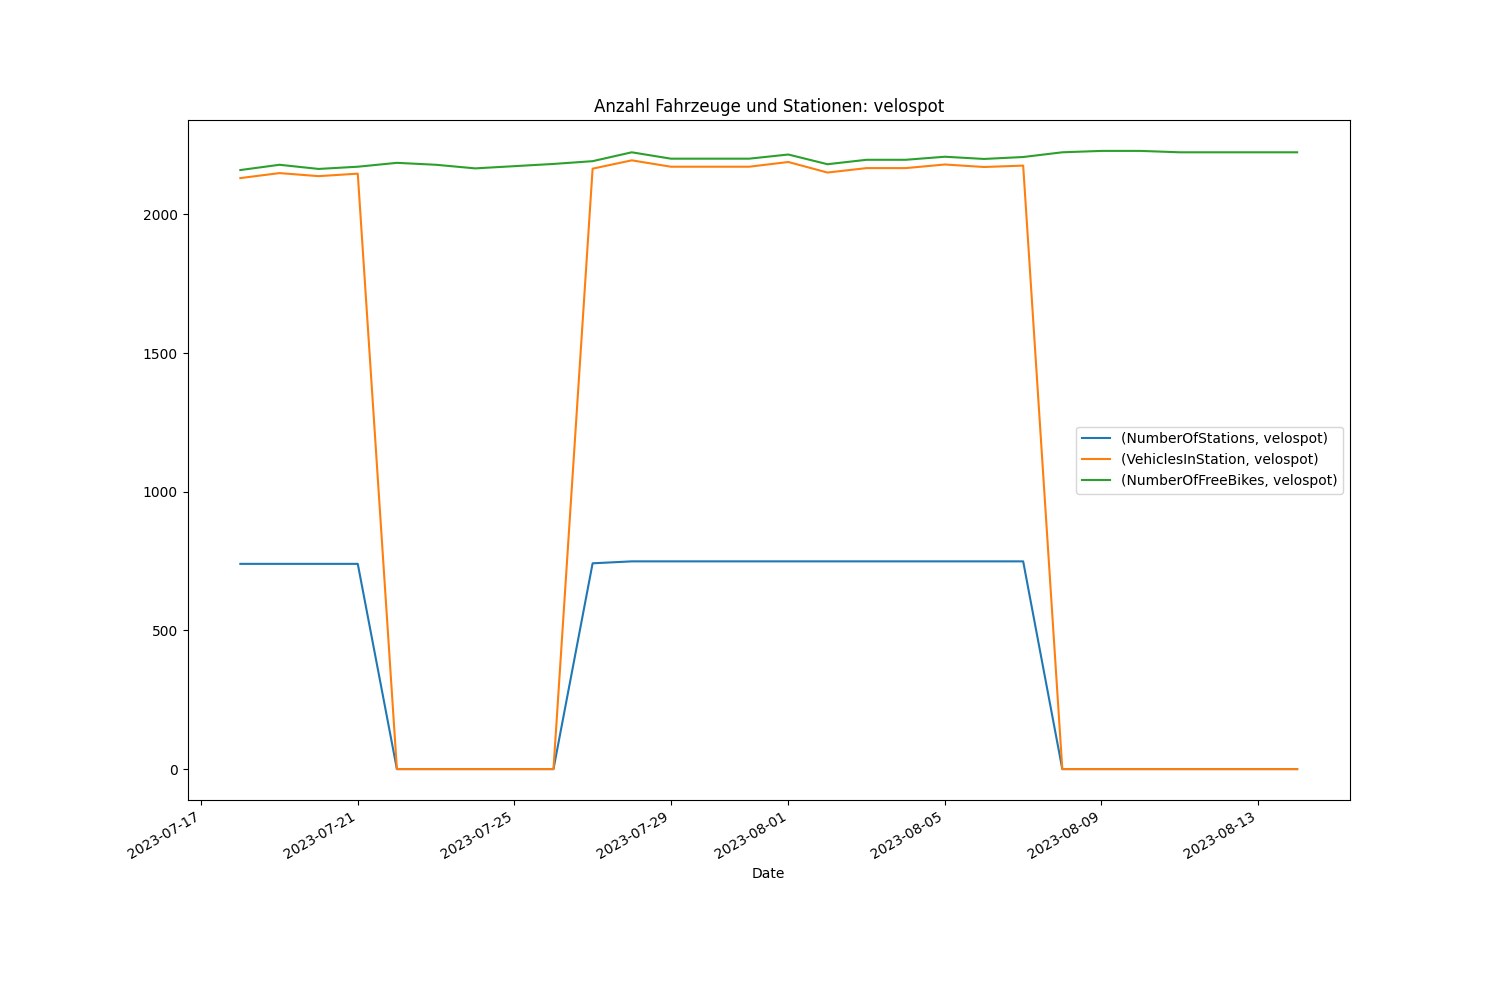 Anzahl Fahrzeuge und Stationen: velospot
2000
1500
1000
500
0
(NumberOfStations, velospot)
(VehiclesInStation, velospot)
(NumberOfFreeBikes, velospot)
2023-07-17
2023-07-21
2023-07-25
2023-07-29
2023-08-01
2023-08-05
2023-08-09
2023-08-13
Date